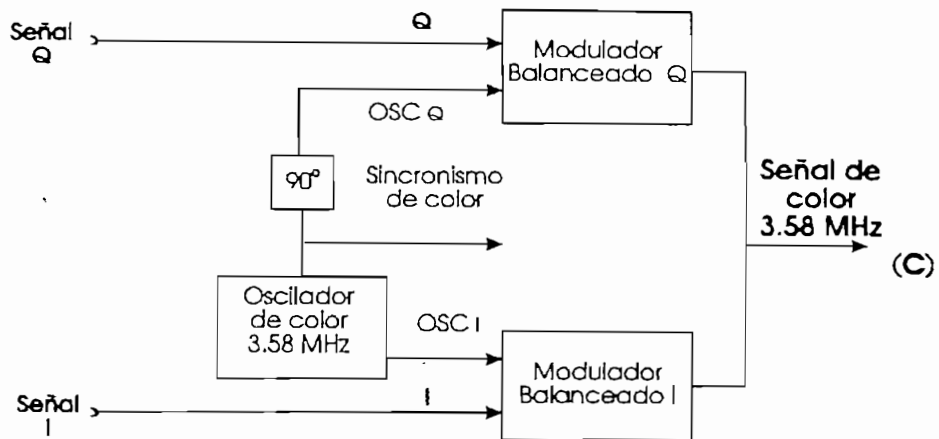 Señal
Q
Q
Modulador
Balanceado Q
OSC Q
90°
Sincronismo
de color
Señal de
color
3.58 MHz
(C)
Oscilador
de color
3.58 MHz
OSC I
Modulador
Balanceado I
Señal
I
I